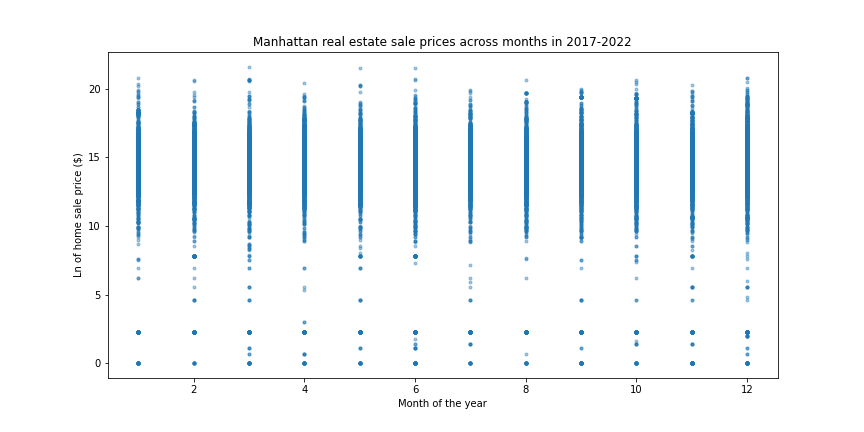 Manhattan real estate sale prices across months in 2017-2022
20
15
10
5
0
Ln of home sale price ($)
2 4 6 8 10 12
Month of the year